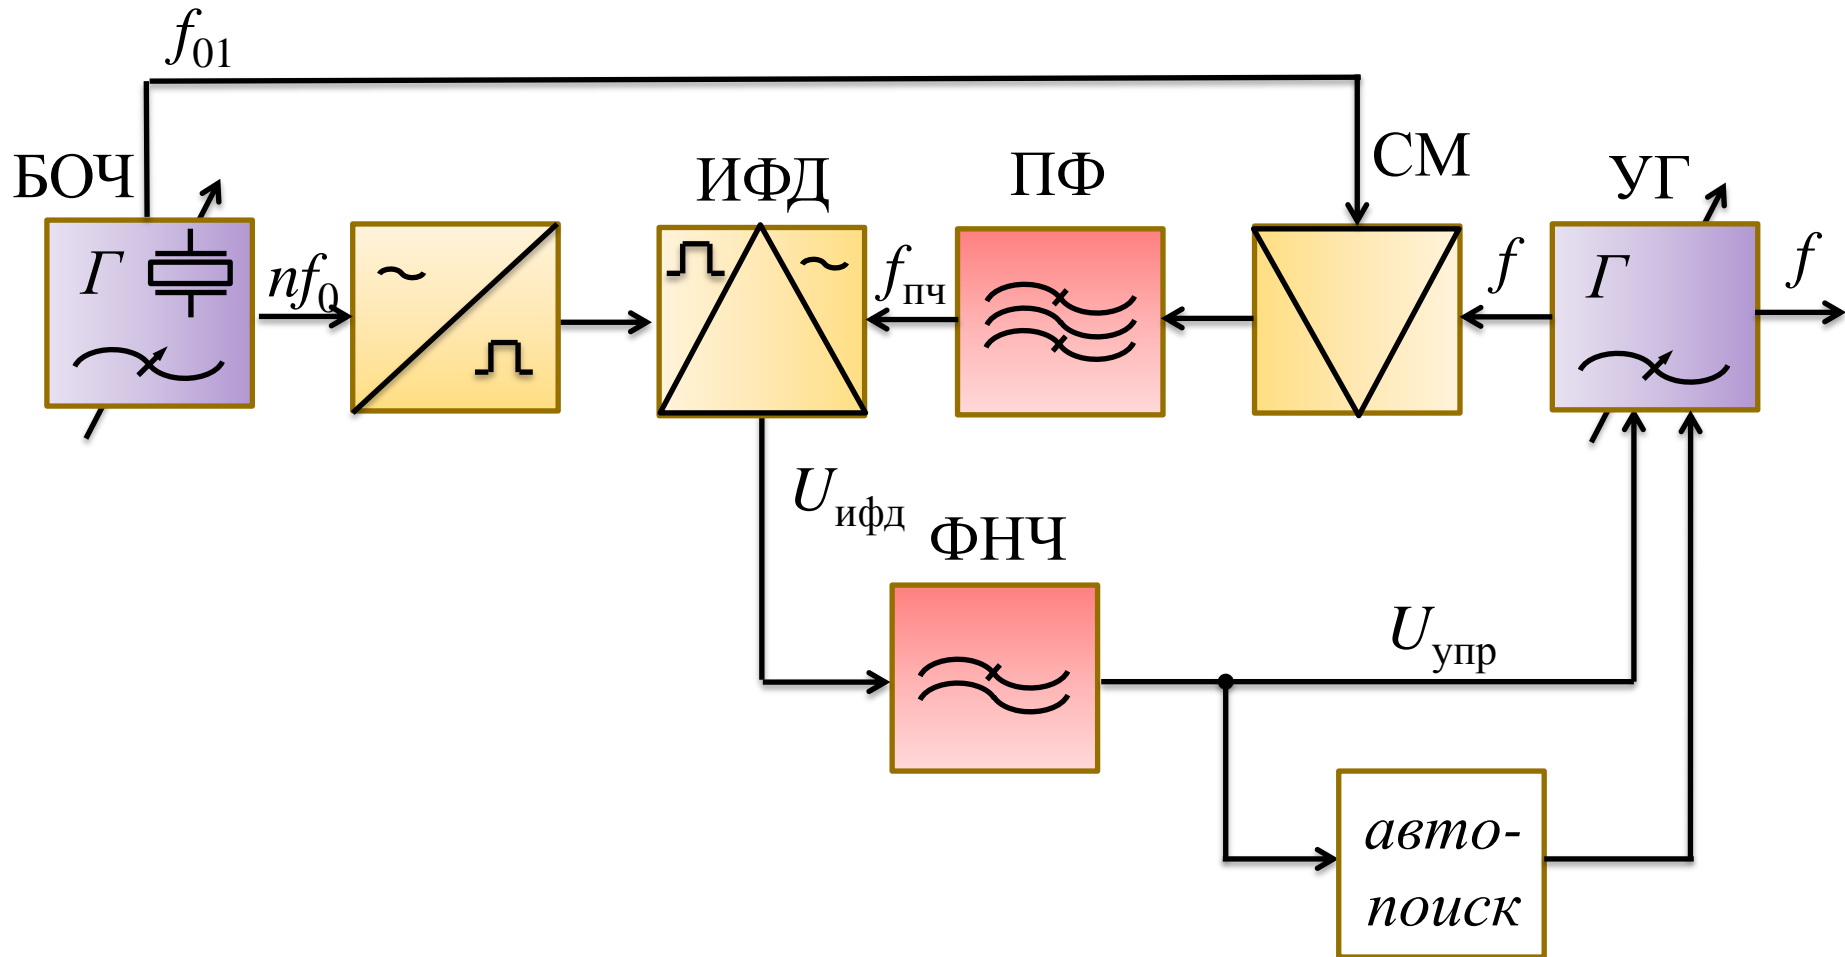 f01
БОЧ
ИФД
ПФ
СМ
УГ
Г
nf0
fпч
f
Г
f
Uифд
ФНЧ
Uупр
авто-
поиск